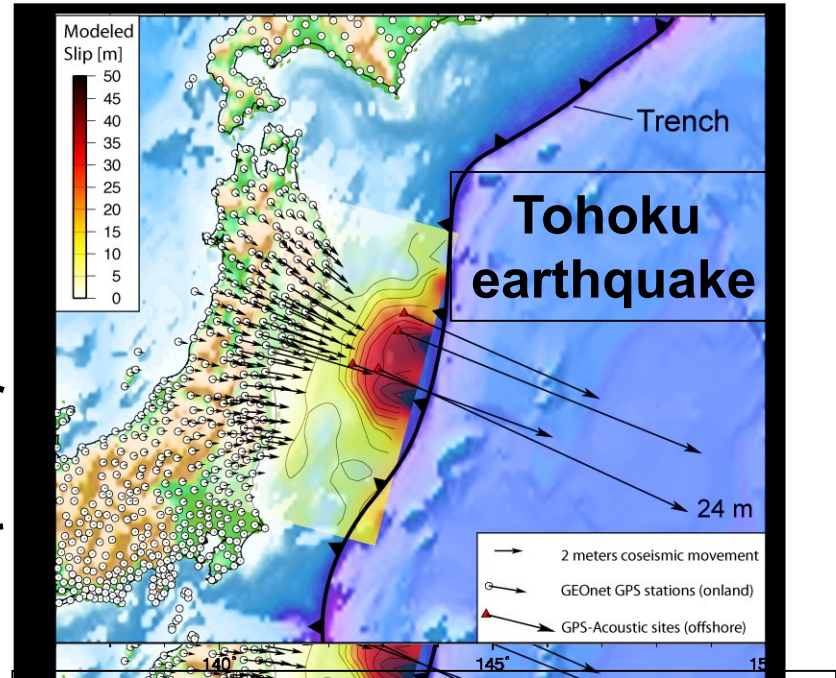 Modeled
Slip [m]
50
45
40
35
30
25
20
15
10
5
0
Trench
Tohoku
earthquake
24 m
2 meters coseismic movement
GEOnet GPS stations (onland)
GPS-Acoustic sites (offshore)
140°
145°